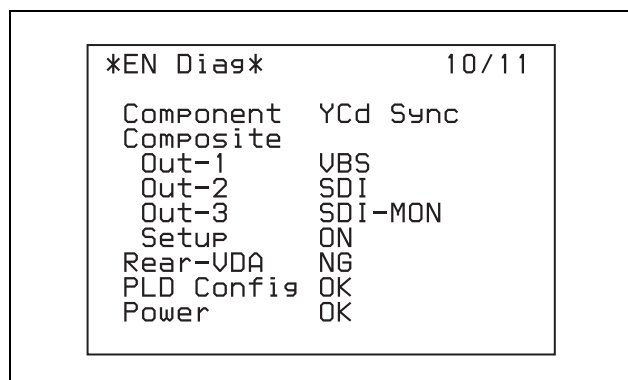 *EN Diag* 10/11
Component YCd Sync
Composite
Out-1 VBS
Out-2 SDI
Out-3 SDI-MON
Setup ON
Rear-VDA NG
PLD Config OK
Power OK